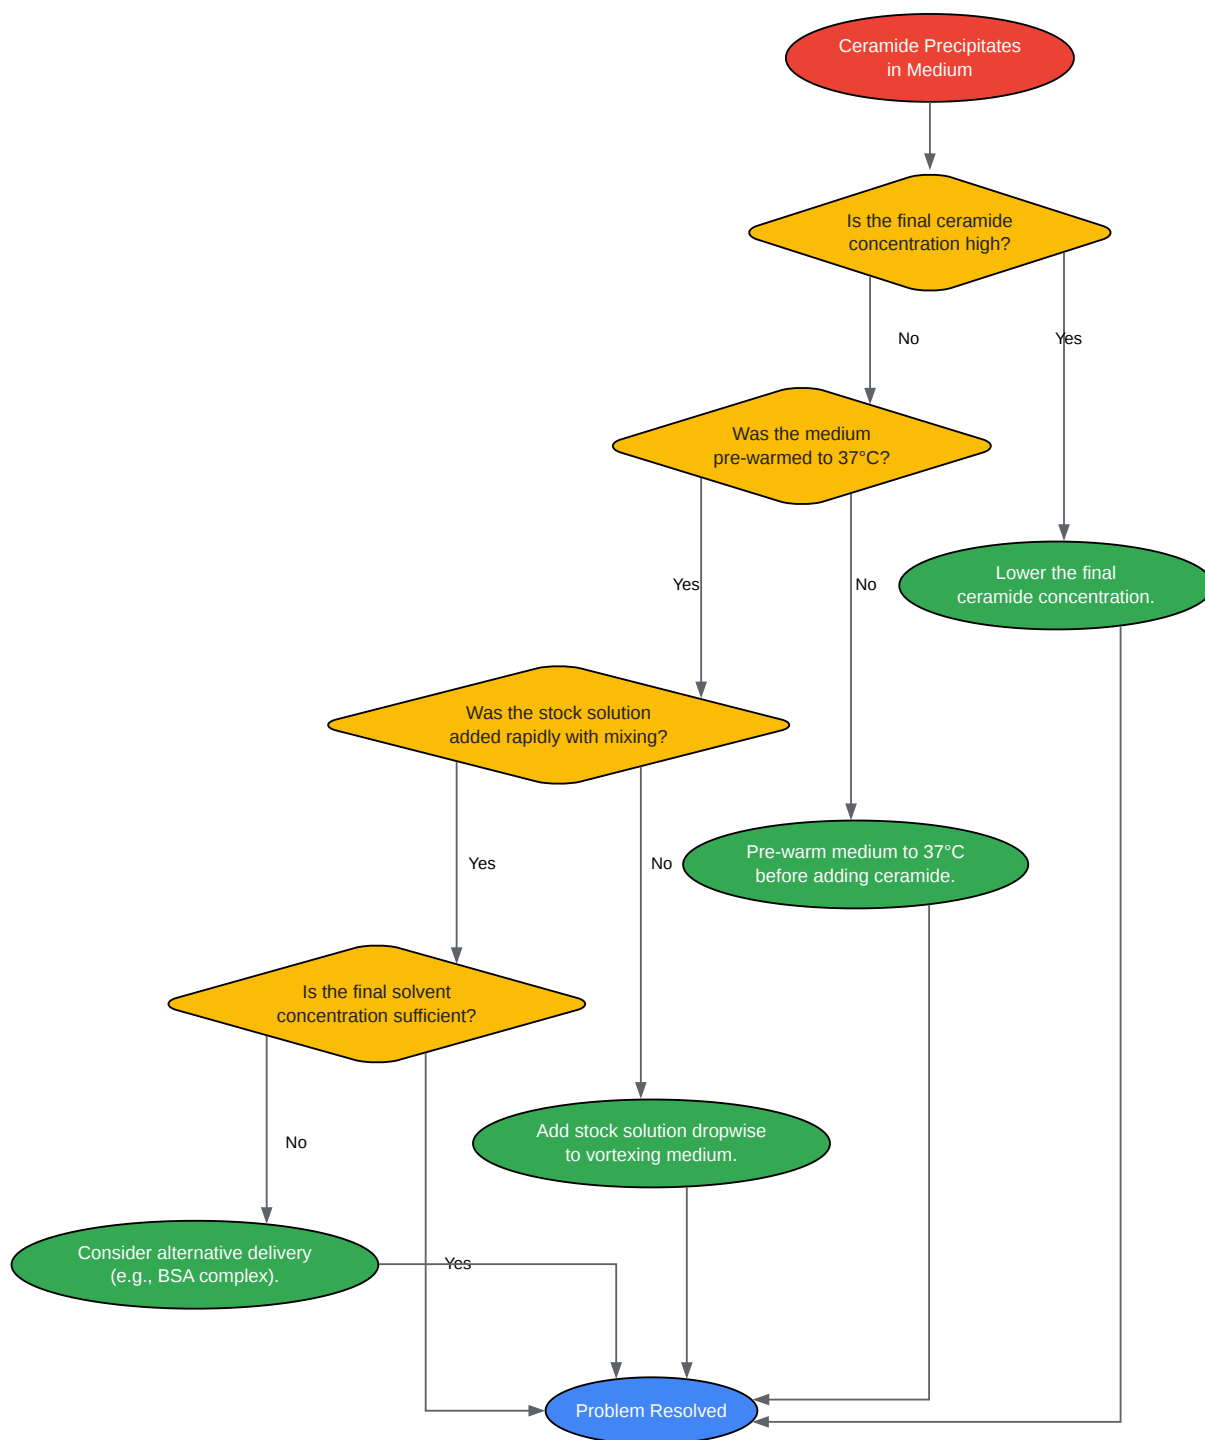 Ceramide Precipitates
in Medium
Is the final ceramide
concentration high?
No
Yes
Was the medium
pre-warmed to 37°C?
Yes
No
Lower the final
ceramide concentration.
Was the stock solution
added rapidly with mixing?
Yes
No
Pre-warm medium to 37°C
before adding ceramide.
Is the final solvent
concentration sufficient?
No
Add stock solution dropwise
to vortexing medium.
Consider alternative delivery
(e.g., BSA complex).
Yes
Problem Resolved